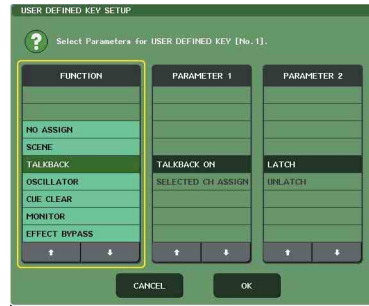 USER DEFINED KEY SETUP
Select Parameters for USER DEFINED KEY [No.1].
FUNCTION
PARAMETER 1
PARAMETER 2
NO ASSIGN
SCENE
TALKBACK
TALKBACK ON
LATCH
OSCILLATOR
SELECTED CH ASSIGN
UNLATCH
CUE CLEAR
MONITOR
EFFECT BYPASS
CANCEL
OK